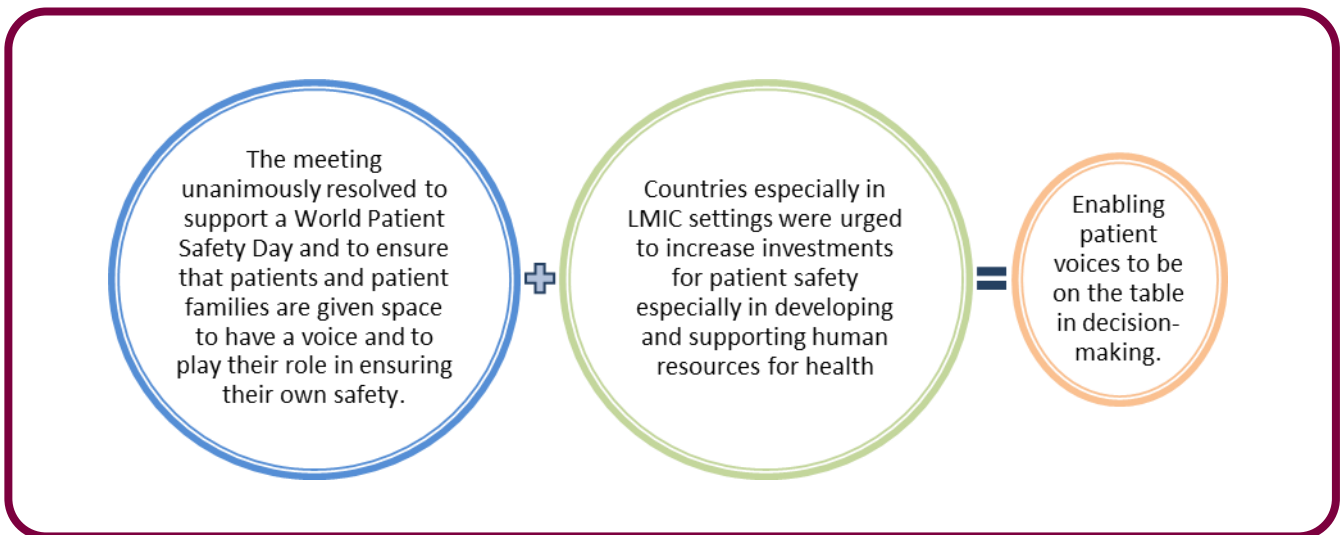 The meeting
unanimously resolved to
support a World Patient
Safety Day and to ensure
that patients and patient
families are given space
to have a voice and to
play their role in ensuring
their own safety.
Countries especially in
LMIC settings were urged
to increase investments
for patient safety
especially in developing
and supporting human
resources for health
Enabling
patient
voices to be
on the table
in decision-
making.